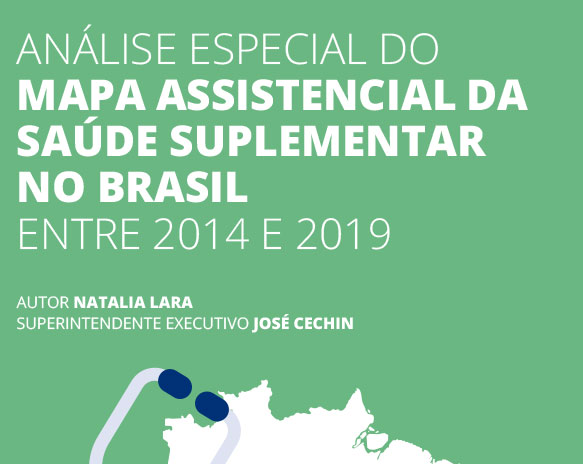 ANÁLISE ESPECIAL DO
MAPA ASSISTENCIAL DA
SAÚDE SUPLEMENTAR
NO BRASIL
ENTRE 2014 E 2019
AUTOR NATALIA LARA
SUPERINTENDENTE EXECUTIVO JOSÉ CECHIN